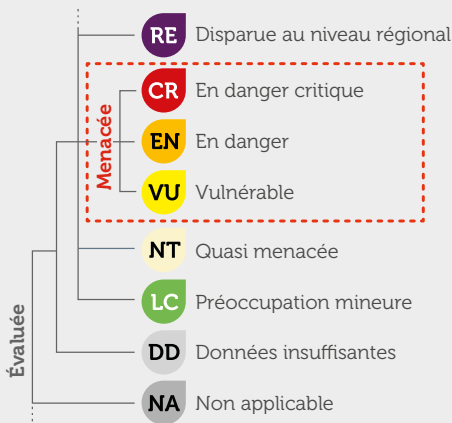 RE Disparue au niveau régional
CR En danger critique
EN En danger
VU Vulnérable
Menacée
NT Quasi menacée
LC Préoccupation mineure
DD Données insuffisantes
NA Non applicable
Évaluée